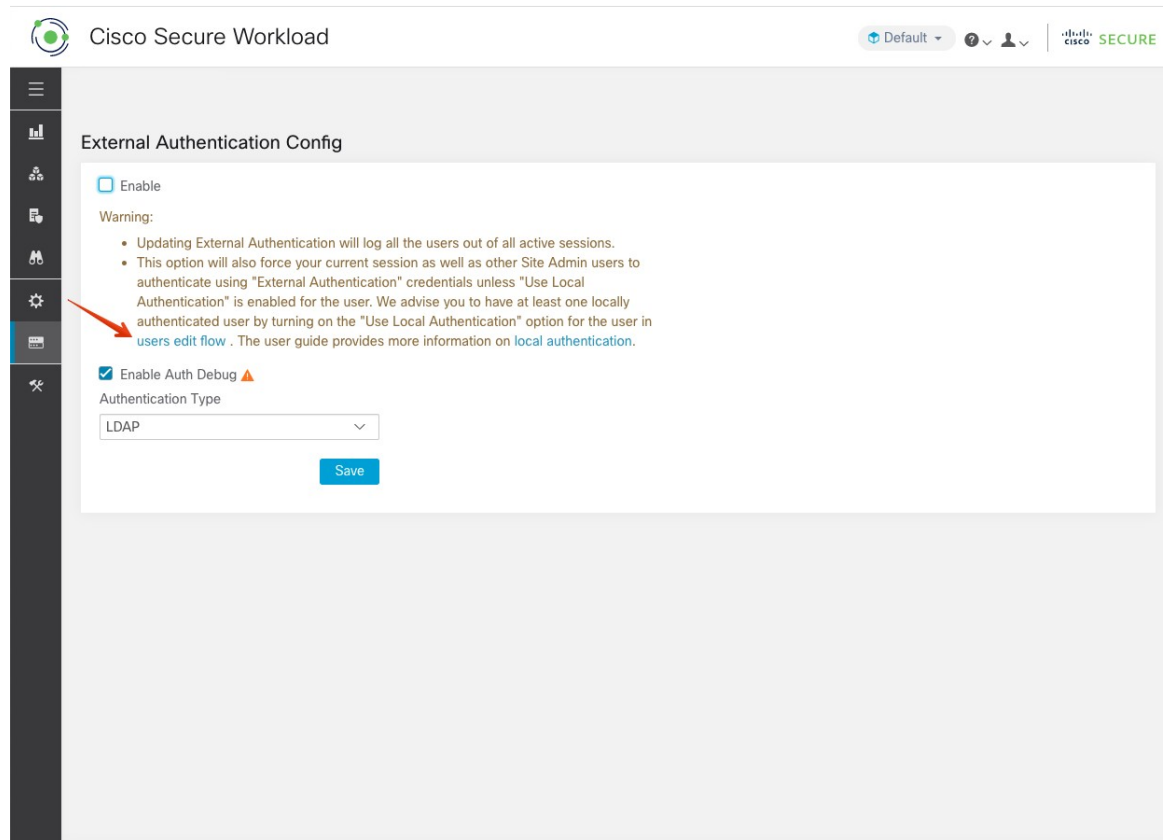 Cisco Secure Workload
Default
cisco SECURE
External Authentication Config
Enable
Warning:
• Updating External Authentication will log all the users out of all active sessions.
• This option will also force your current session as well as other Site Admin users to
authenticate using "External Authentication" credentials unless "Use Local
Authentication" is enabled for the user. We advise you to have at least one locally
authenticated user by turning on the "Use Local Authentication" option for the user in
users edit flow . The user guide provides more information on local authentication.
Enable Auth Debug
Authentication Type
LDAP
Save